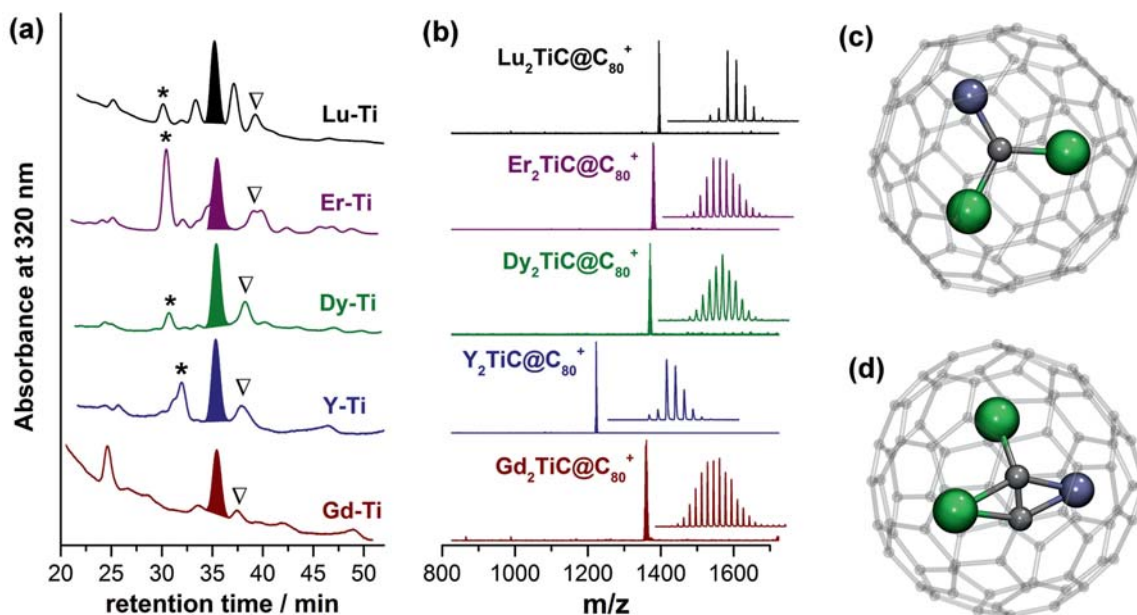 (a)
Absorbance at 320 nm
* ▽ Lu-Ti
* ▽ Er-Ti
* ▽ Dy-Ti
* ▽ Y-Ti
▽ Gd-Ti
20 25 30 35 40 45 50
retention time / min
(b)
Lu₂TiC@C₈₀⁺
Er₂TiC@C₈₀⁺
Dy₂TiC@C₈₀⁺
Y₂TiC@C₈₀⁺
Gd₂TiC@C₈₀⁺
800 1000 1200 1400 1600
m/z
(c)
(d)